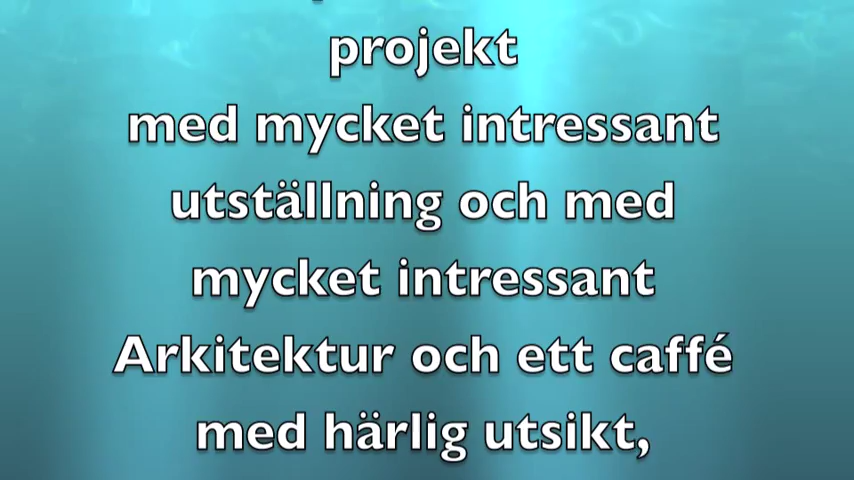 projekt
med mycket intressant
utställning och med
mycket intressant
Arkitektur och ett caffé
med härlig utsikt,